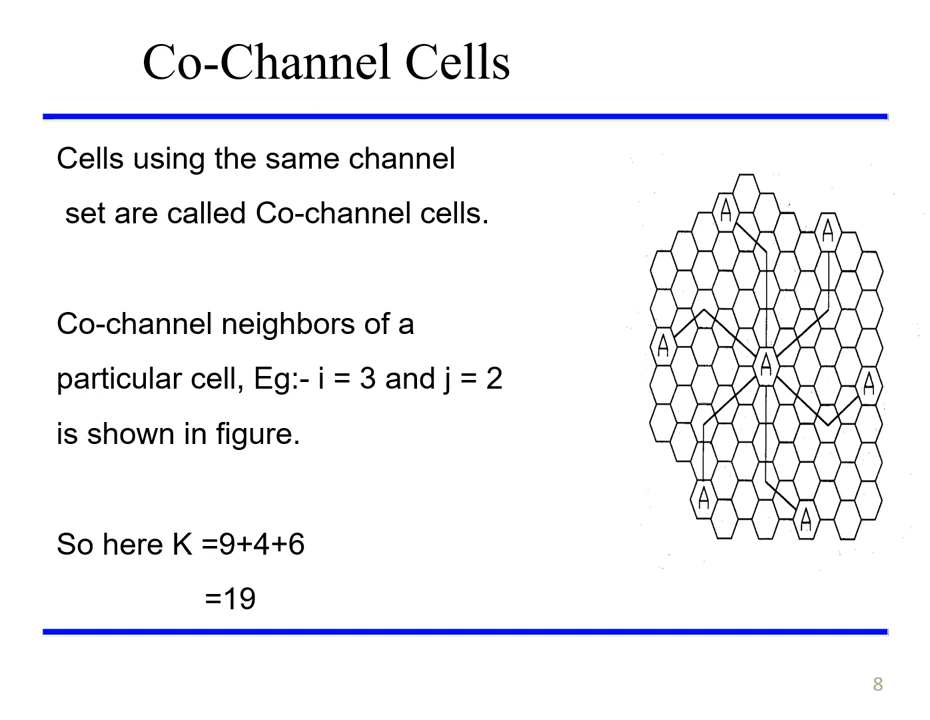 Co-Channel Cells
Cells using the same channel
set are called Co-channel cells.
Co-channel neighbors of a
particular cell, Eg:- i = 3 and j = 2
is shown in figure.
So here K =9+4+6
=19
A
A
A
A
A
A
A
8